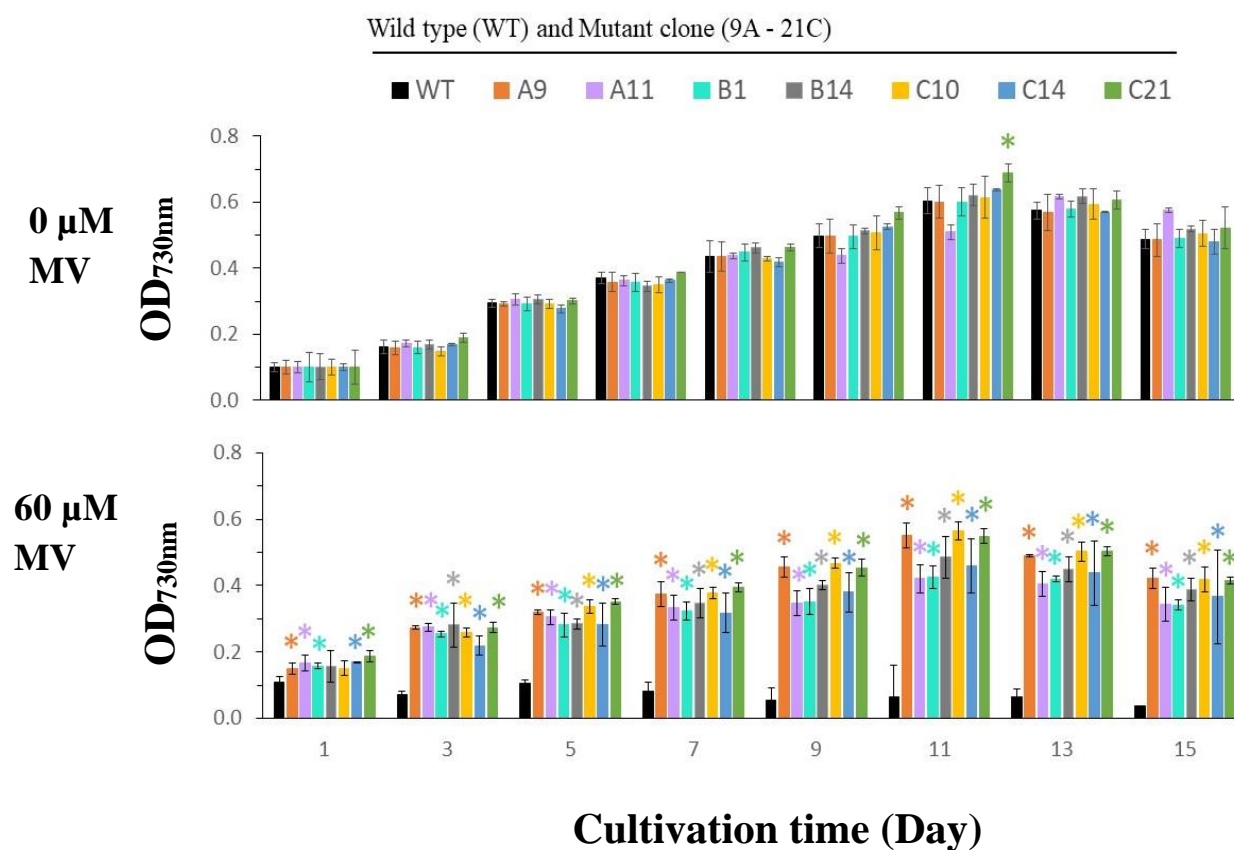 Wild type (WT) and Mutant clone (9A - 21C)
WT A9 A11 B1 B14 C10 C14 C21
0 µM
MV
OD730nm
0.8
0.6
0.4
0.2
0.0
*
60 µM
MV
OD730nm
0.8
0.6
0.4
0.2
0.0
* * * * *
* * * * * * *
* * * * * * *
* * * * * * *
* * * * * * *
* * * * * * *
* * * * * * *
* * * * * * *
1 3 5 7 9 11 13 15
Cultivation time (Day)